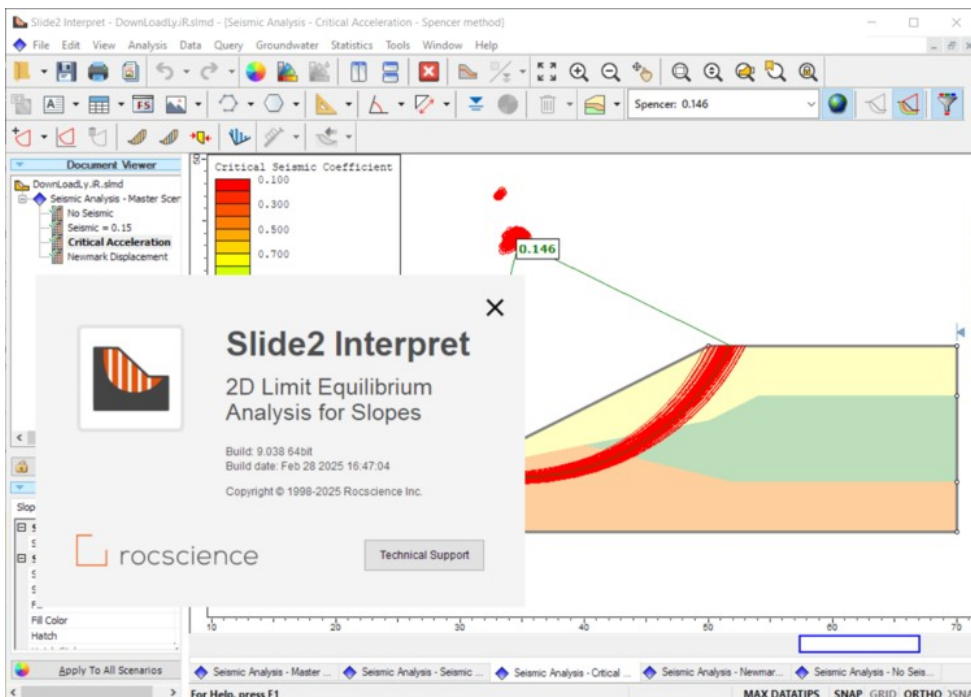 Slide2 Interpret - DownLoadLy.iR.slmd - [Seismic Analysis - Critical Acceleration - Spencer method]
File Edit View Analysis Data Query Groundwater Statistics Tools Window Help
A FS Spencer: 0.146
Document Viewer
DownLoadLy.iR.slmd
Seismic Analysis - Master Scer
No Seismic
Seismic = 0.15
Critical Acceleration
Newmark Displacement
50
Critical Seismic Coefficient
0.100
0.300
0.500
0.700
0.146
Slide2 Interpret
2D Limit Equilibrium
Analysis for Slopes
Build: 9.038 64bit
Build date: Feb 28 2025 16:47:04
Copyright © 1998-2025 Rocscience Inc.
rocscience
Technical Support
Slop
Fill Color
Hatch
10 20 30 40 50 60 70
Apply To All Scenarios
Seismic Analysis - Master ... Seismic Analysis - Seismic ... Seismic Analysis - Critical ... Seismic Analysis - Newmar... Seismic Analysis - No Seis...
For Help, press F1 MAX DATATIPS SNAP GRID ORTHO OSNAP